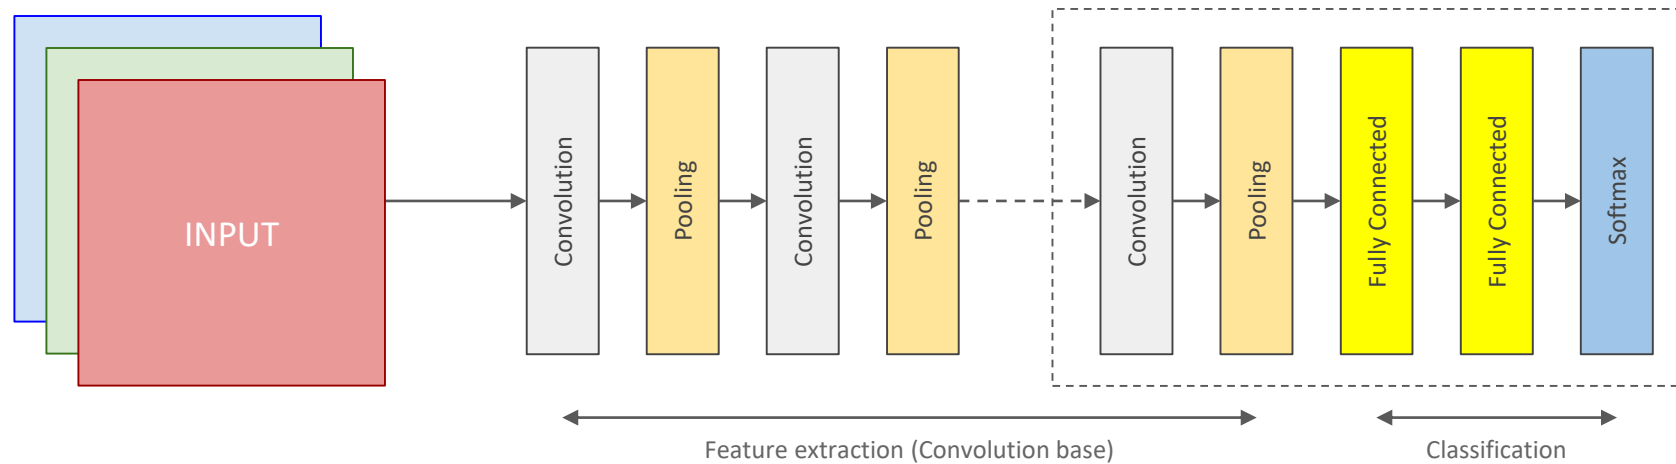 INPUT
Convolution
Pooling
Convolution
Pooling
Convolution
Pooling
Fully Connected
Fully Connected
Softmax
Feature extraction (Convolution base)
Classification